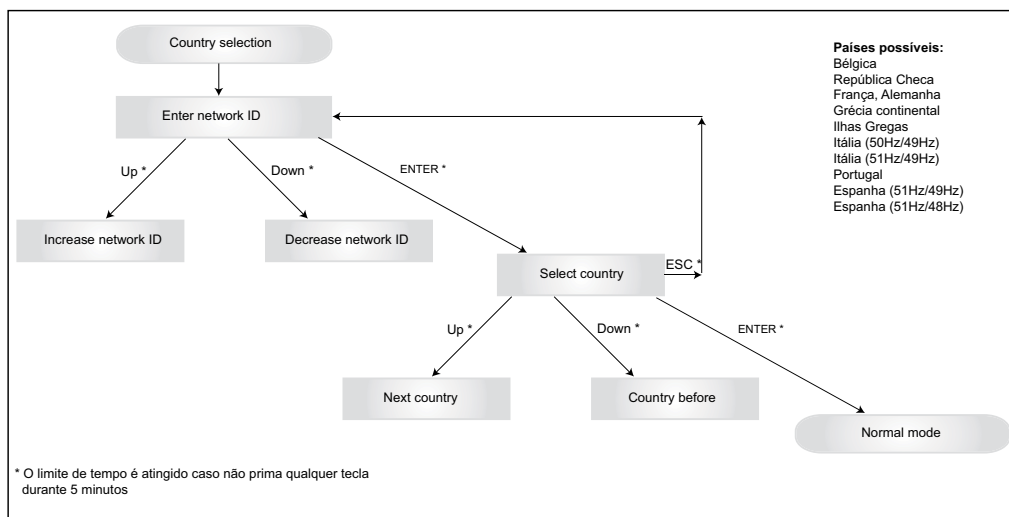 Country selection
Países possíveis:
Bélgica
República Checa
França, Alemanha
Grécia continental
Ilhas Gregas
Itália (50Hz/49Hz)
Itália (51Hz/49Hz)
Portugal
Espanha (51Hz/49Hz)
Espanha (51Hz/48Hz)
Enter network ID
Up *
Down *
ENTER *
Increase network ID
Decrease network ID
Select country
ESC *
Up *
Down *
ENTER *
Next country
Country before
Normal mode
* O limite de tempo é atingido caso não prima qualquer tecla
durante 5 minutos